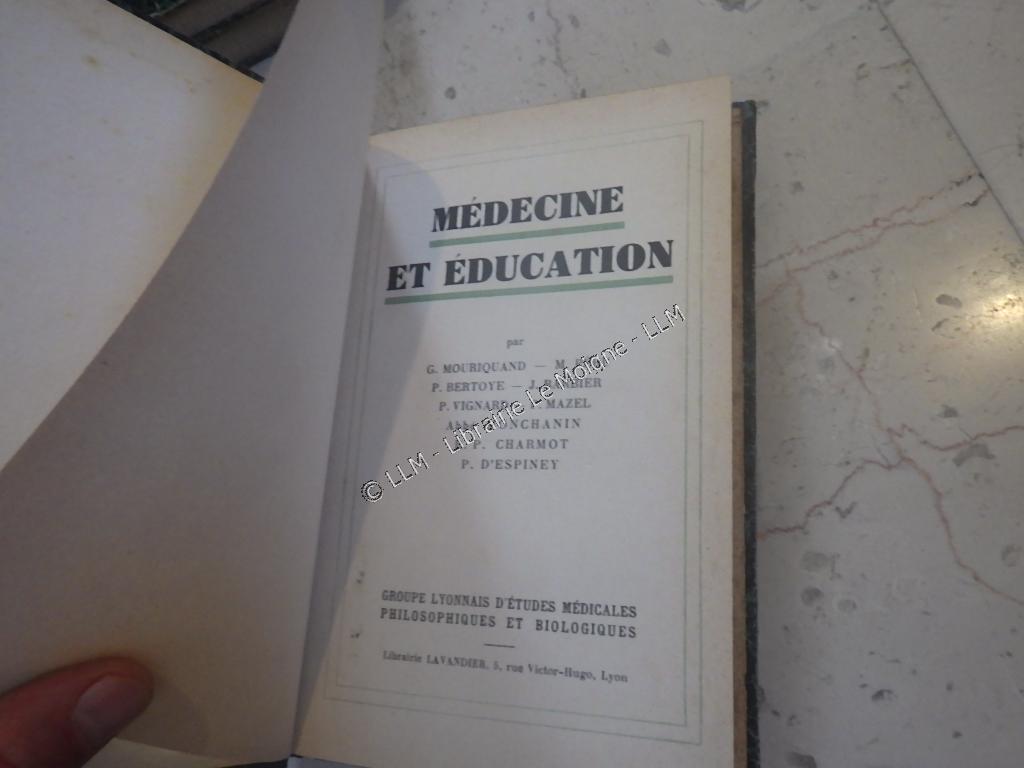 MÉDECINE
ET ÉDUCATION
par
G. MOURIQUAND — M.
P. BERTOYE — J.
P. VIGNARD — P. MAZEL
MONCHANIN
P. CHARMOT
P. D'ESPINEY
GROUPE LYONNAIS D'ÉTUDES MÉDICALES
PHILOSOPHIQUES ET BIOLOGIQUES
Librairie LAVANDIER, 5, rue Victor-Hugo, Lyon
© LLM - Librairie Le Moigne - LLM